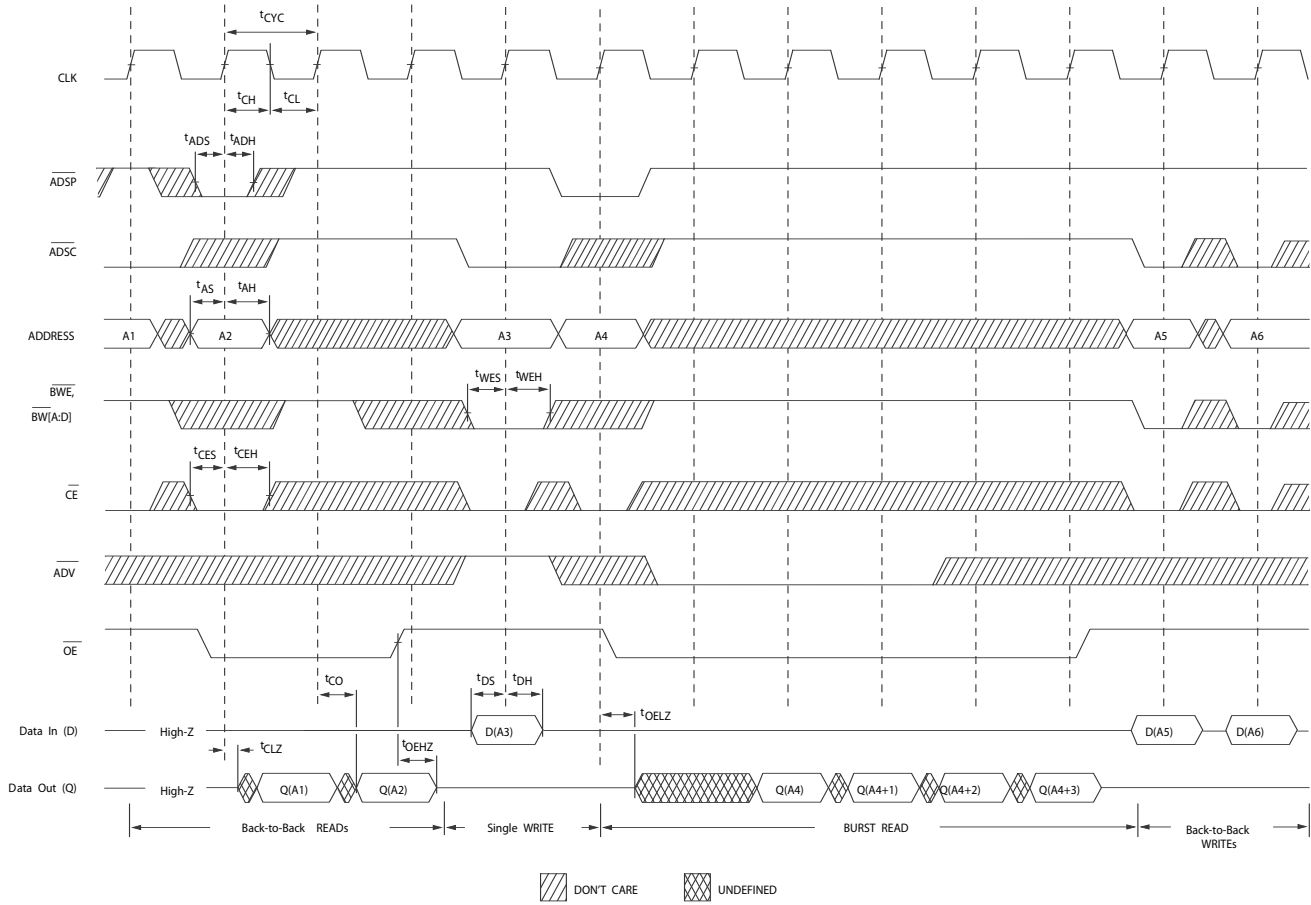 tCYC
CLK
tCH tCL
tADS tADH
ADSP
ADSC
tAS tAH
ADDRESS A1 A2 A3 A4 A5 A6
BWE,
BW[A:D]
tWES tWEH
tCES tCEH
CE
ADV
OE
tCO tDS tDH
tOELZ
Data In (D) High-Z D(A3) D(A5) D(A6)
tCLZ tOEHZ
Data Out (Q) High-Z Q(A1) Q(A2) Q(A4) Q(A4+1) Q(A4+2) Q(A4+3)
Back-to-Back READs Single WRITE BURST READ Back-to-Back
WRITEs
DON'T CARE UNDEFINED